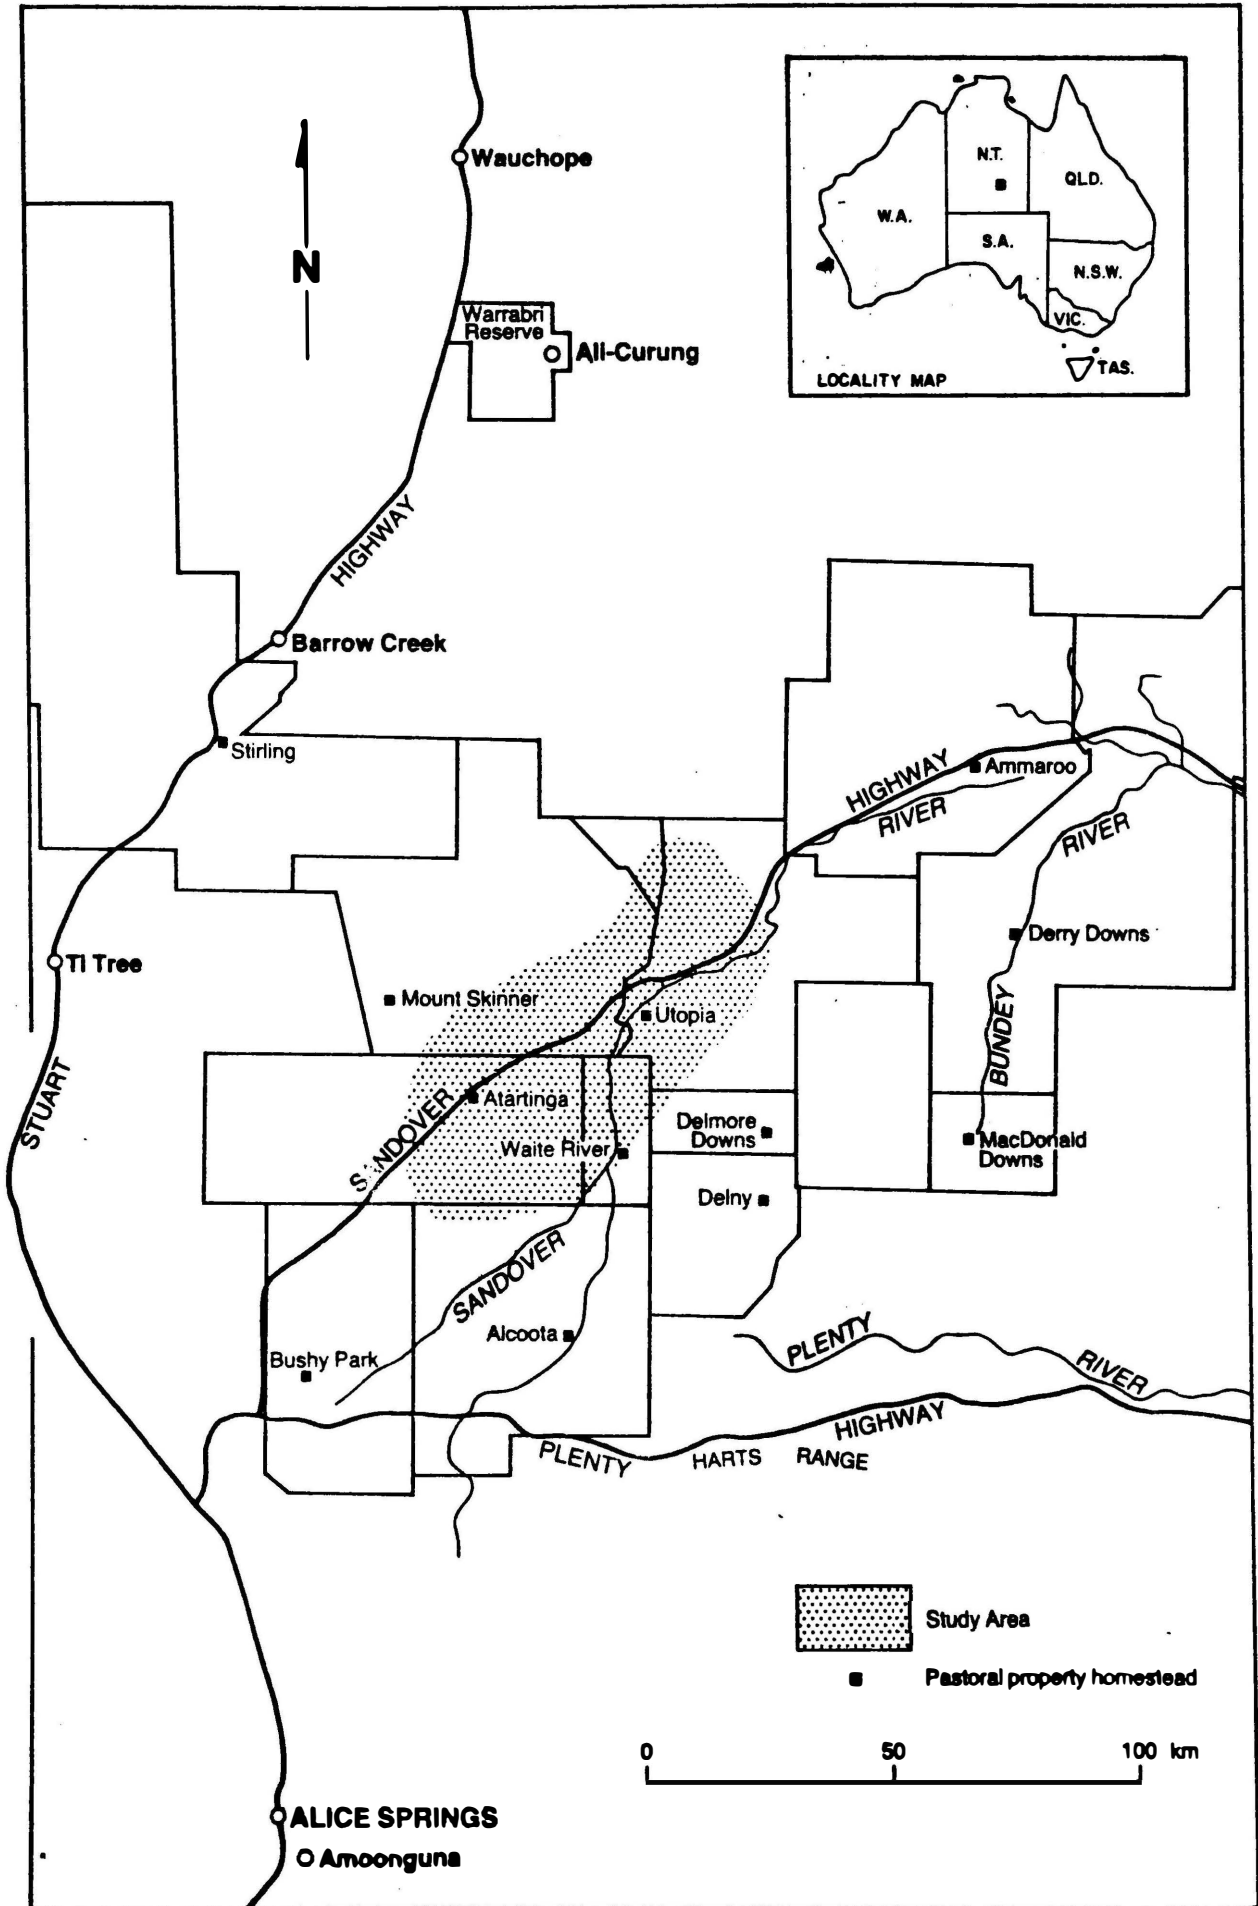 Wauchope
N
Warrabri
Reserve
Ali-Curung
N.T.
QLD.
W.A.
S.A.
N.S.W.
VIC.
TAS.
LOCALITY MAP
HIGHWAY
Barrow Creek
Stirling
HIGHWAY
RIVER
Ammaroo
RIVER
Derry Downs
Ti Tree
Mount Skinner
Utopia
BUNDEY
STUART
SANDOVER
Atartinga
Waite River
Delmore
Downs
MacDonald
Downs
Delny
SANDOVER
Alcoota
Bushy Park
PLENTY
RIVER
PLENTY
HIGHWAY
HARTS RANGE
Study Area
Pastoral property homestead
0 50 100 km
ALICE SPRINGS
Amoonguna